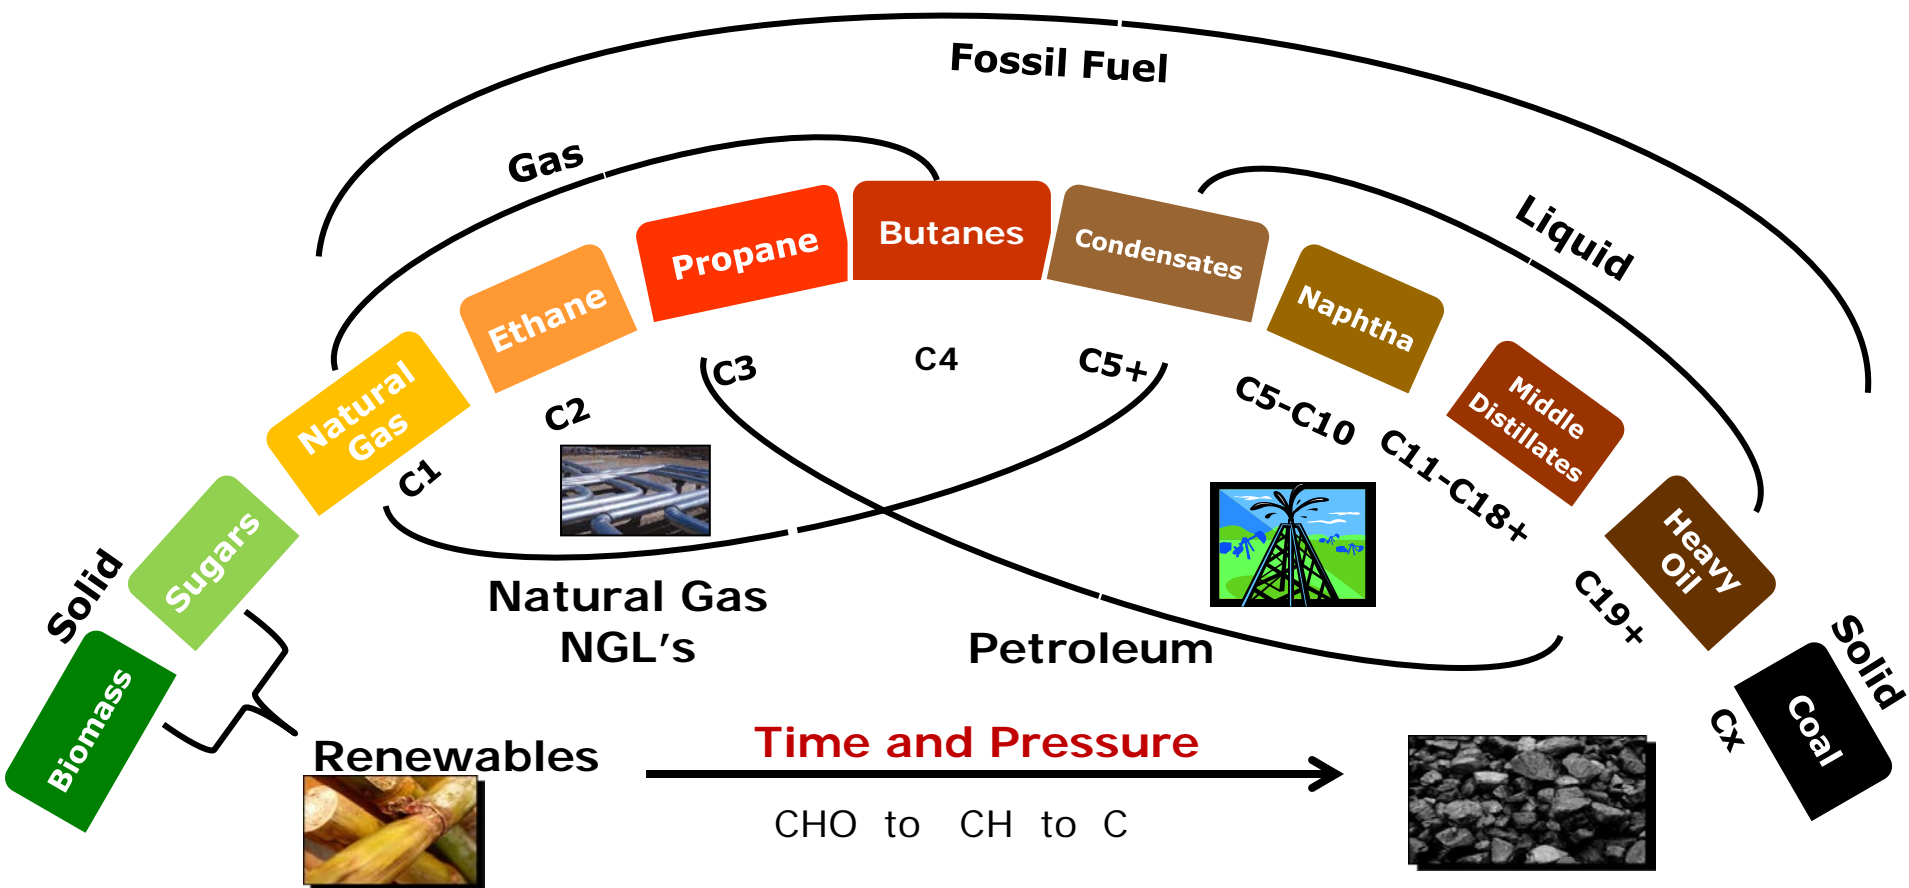 Fossil Fuel
Gas
Liquid
Solid
Biomass
Sugars
Natural
Gas
Ethane
Propane
Butanes
Condensates
Naphtha
Middle
Distillates
Heavy
Oil
Coal
Solid
C1
C2
C3
C4
C5+
C5-C10
C11-C18+
C19+
Cx
Natural Gas
NGL’s
Petroleum
Renewables
Time and Pressure
CHO to CH to C